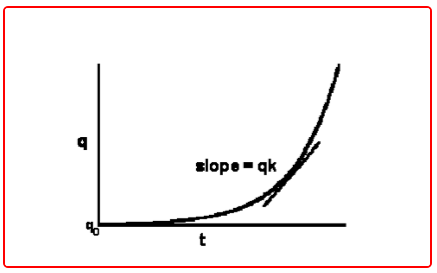 q
slope = qk
q0
t